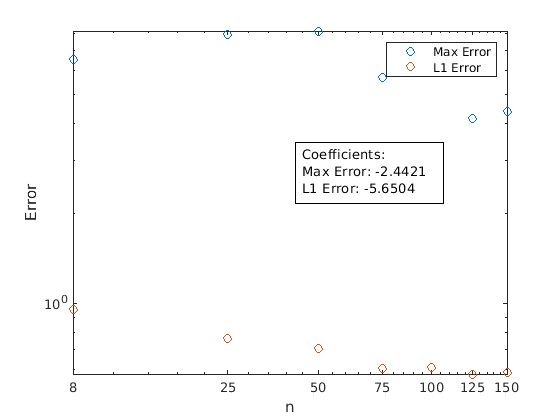 Max Error
L1 Error
Coefficients:
Max Error: -2.4421
L1 Error: -5.6504
Error
10^0
8 25 50 75 100 125 150
n